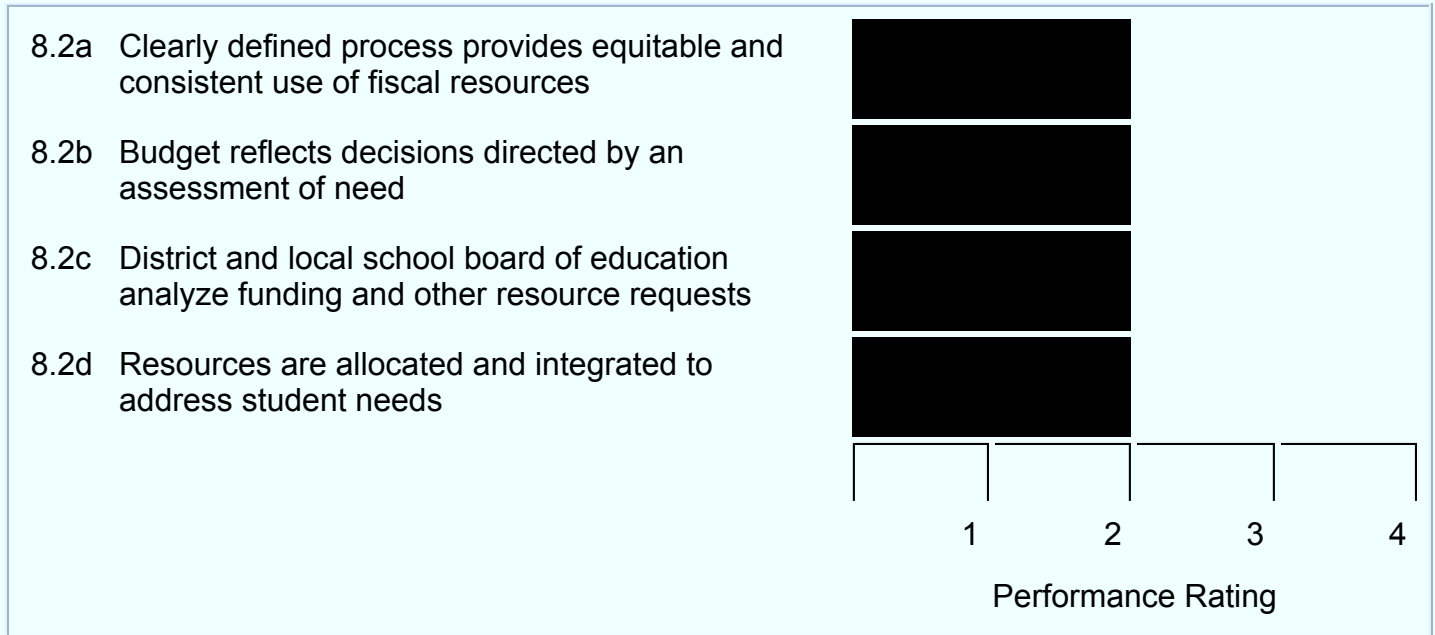 8.2a Clearly defined process provides equitable and
consistent use of fiscal resources
8.2b Budget reflects decisions directed by an
assessment of need
8.2c District and local school board of education
analyze funding and other resource requests
8.2d Resources are allocated and integrated to
address student needs
1 2 3 4
Performance Rating